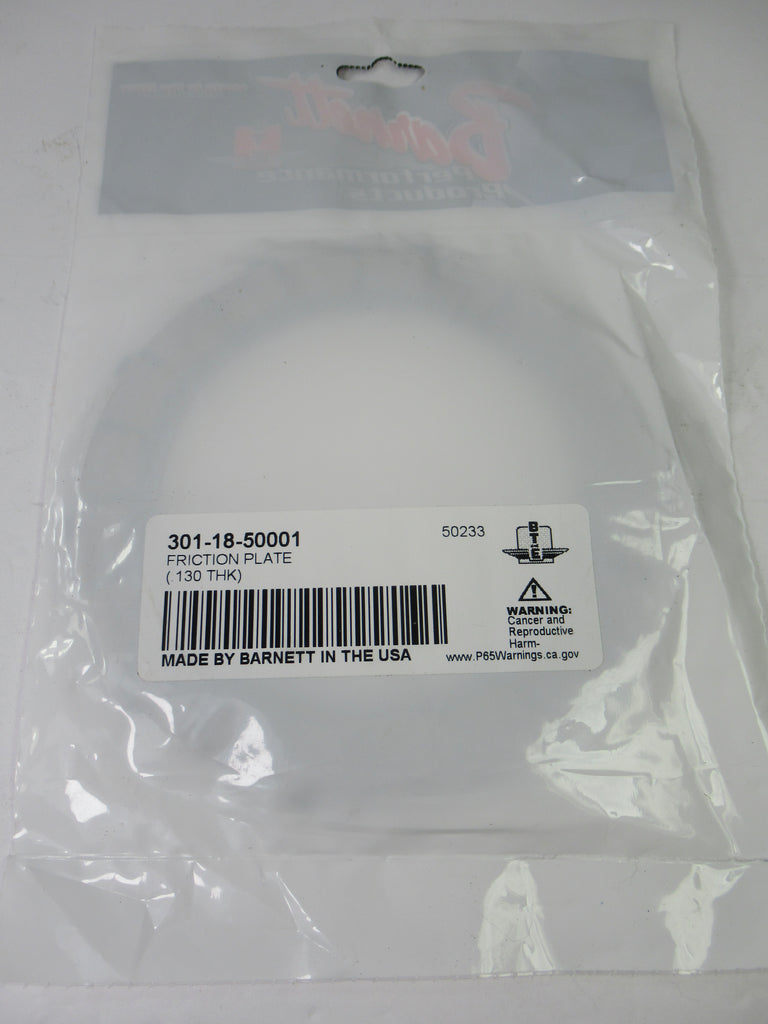 Barnett
Performance
Products
301-18-50001
50233
FRICTION PLATE
(.130 THK)
MADE BY BARNETT IN THE USA
BT&E
WARNING:
Cancer and
Reproductive
Harm-
www.P65Warnings.ca.gov